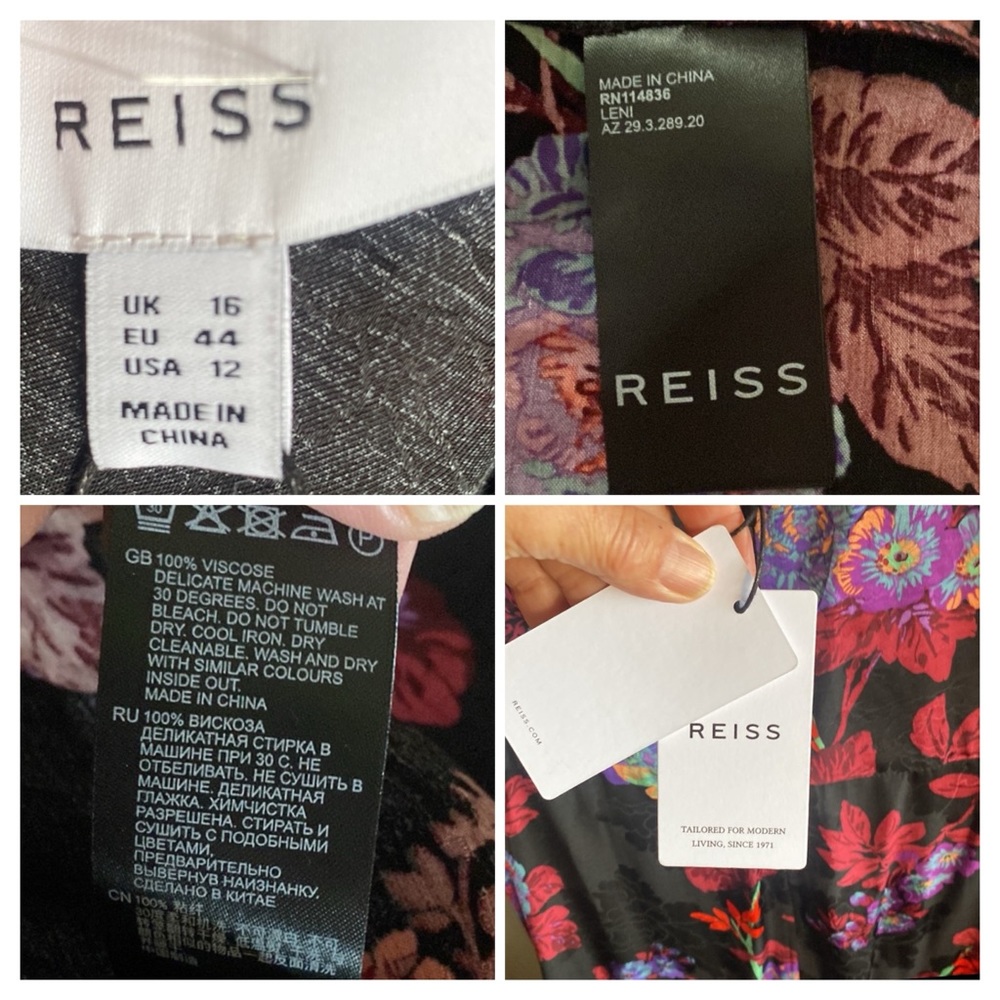 REISS
UK 16
EU 44
USA 12
MADE IN
CHINA
MADE IN CHINA
RN114836
LENI
AZ 29.3.289.20
REISS
30
P
GB 100% VISCOSE
DELICATE MACHINE WASH AT
30 DEGREES. DO NOT
BLEACH. DO NOT TUMBLE
DRY. COOL IRON. DRY
CLEANABLE. WASH AND DRY
WITH SIMILAR COLOURS
INSIDE OUT.
MADE IN CHINA
RU 100% ВИСКОЗА
ДЕЛИКАТНАЯ СТИРКА В
МАШИНЕ ПРИ 30 С. НЕ
ОТБЕЛИВАТЬ. НЕ СУШИТЬ В
МАШИНЕ. ДЕЛИКАТНАЯ
ГЛАЖКА. ХИМЧИСТКА
РАЗРЕШЕНА. СТИРАТЬ И
СУШИТЬ С ПОДОБНЫМИ
ЦВЕТАМИ,
ПРЕДВАРИТЕЛЬНО
ВЫВЕРНУВ НАИЗНАНКУ.
СДЕЛАНО В КИТАЕ
CN 100%
REISS.COM
REISS
TAILORED FOR MODERN
LIVING, SINCE 1971